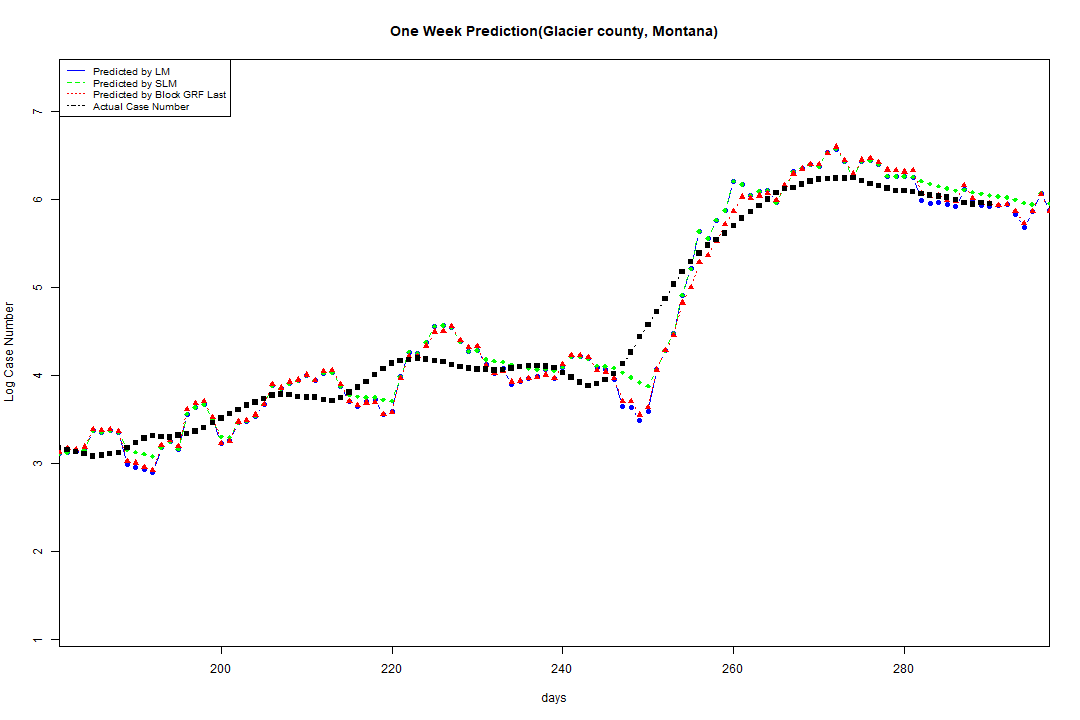 One Week Prediction(Glacier county, Montana)
Predicted by LM
Predicted by SLM
Predicted by Block GRF Last
Actual Case Number
7
6
5
4
3
2
1
Log Case Number
200 220 240 260 280
days